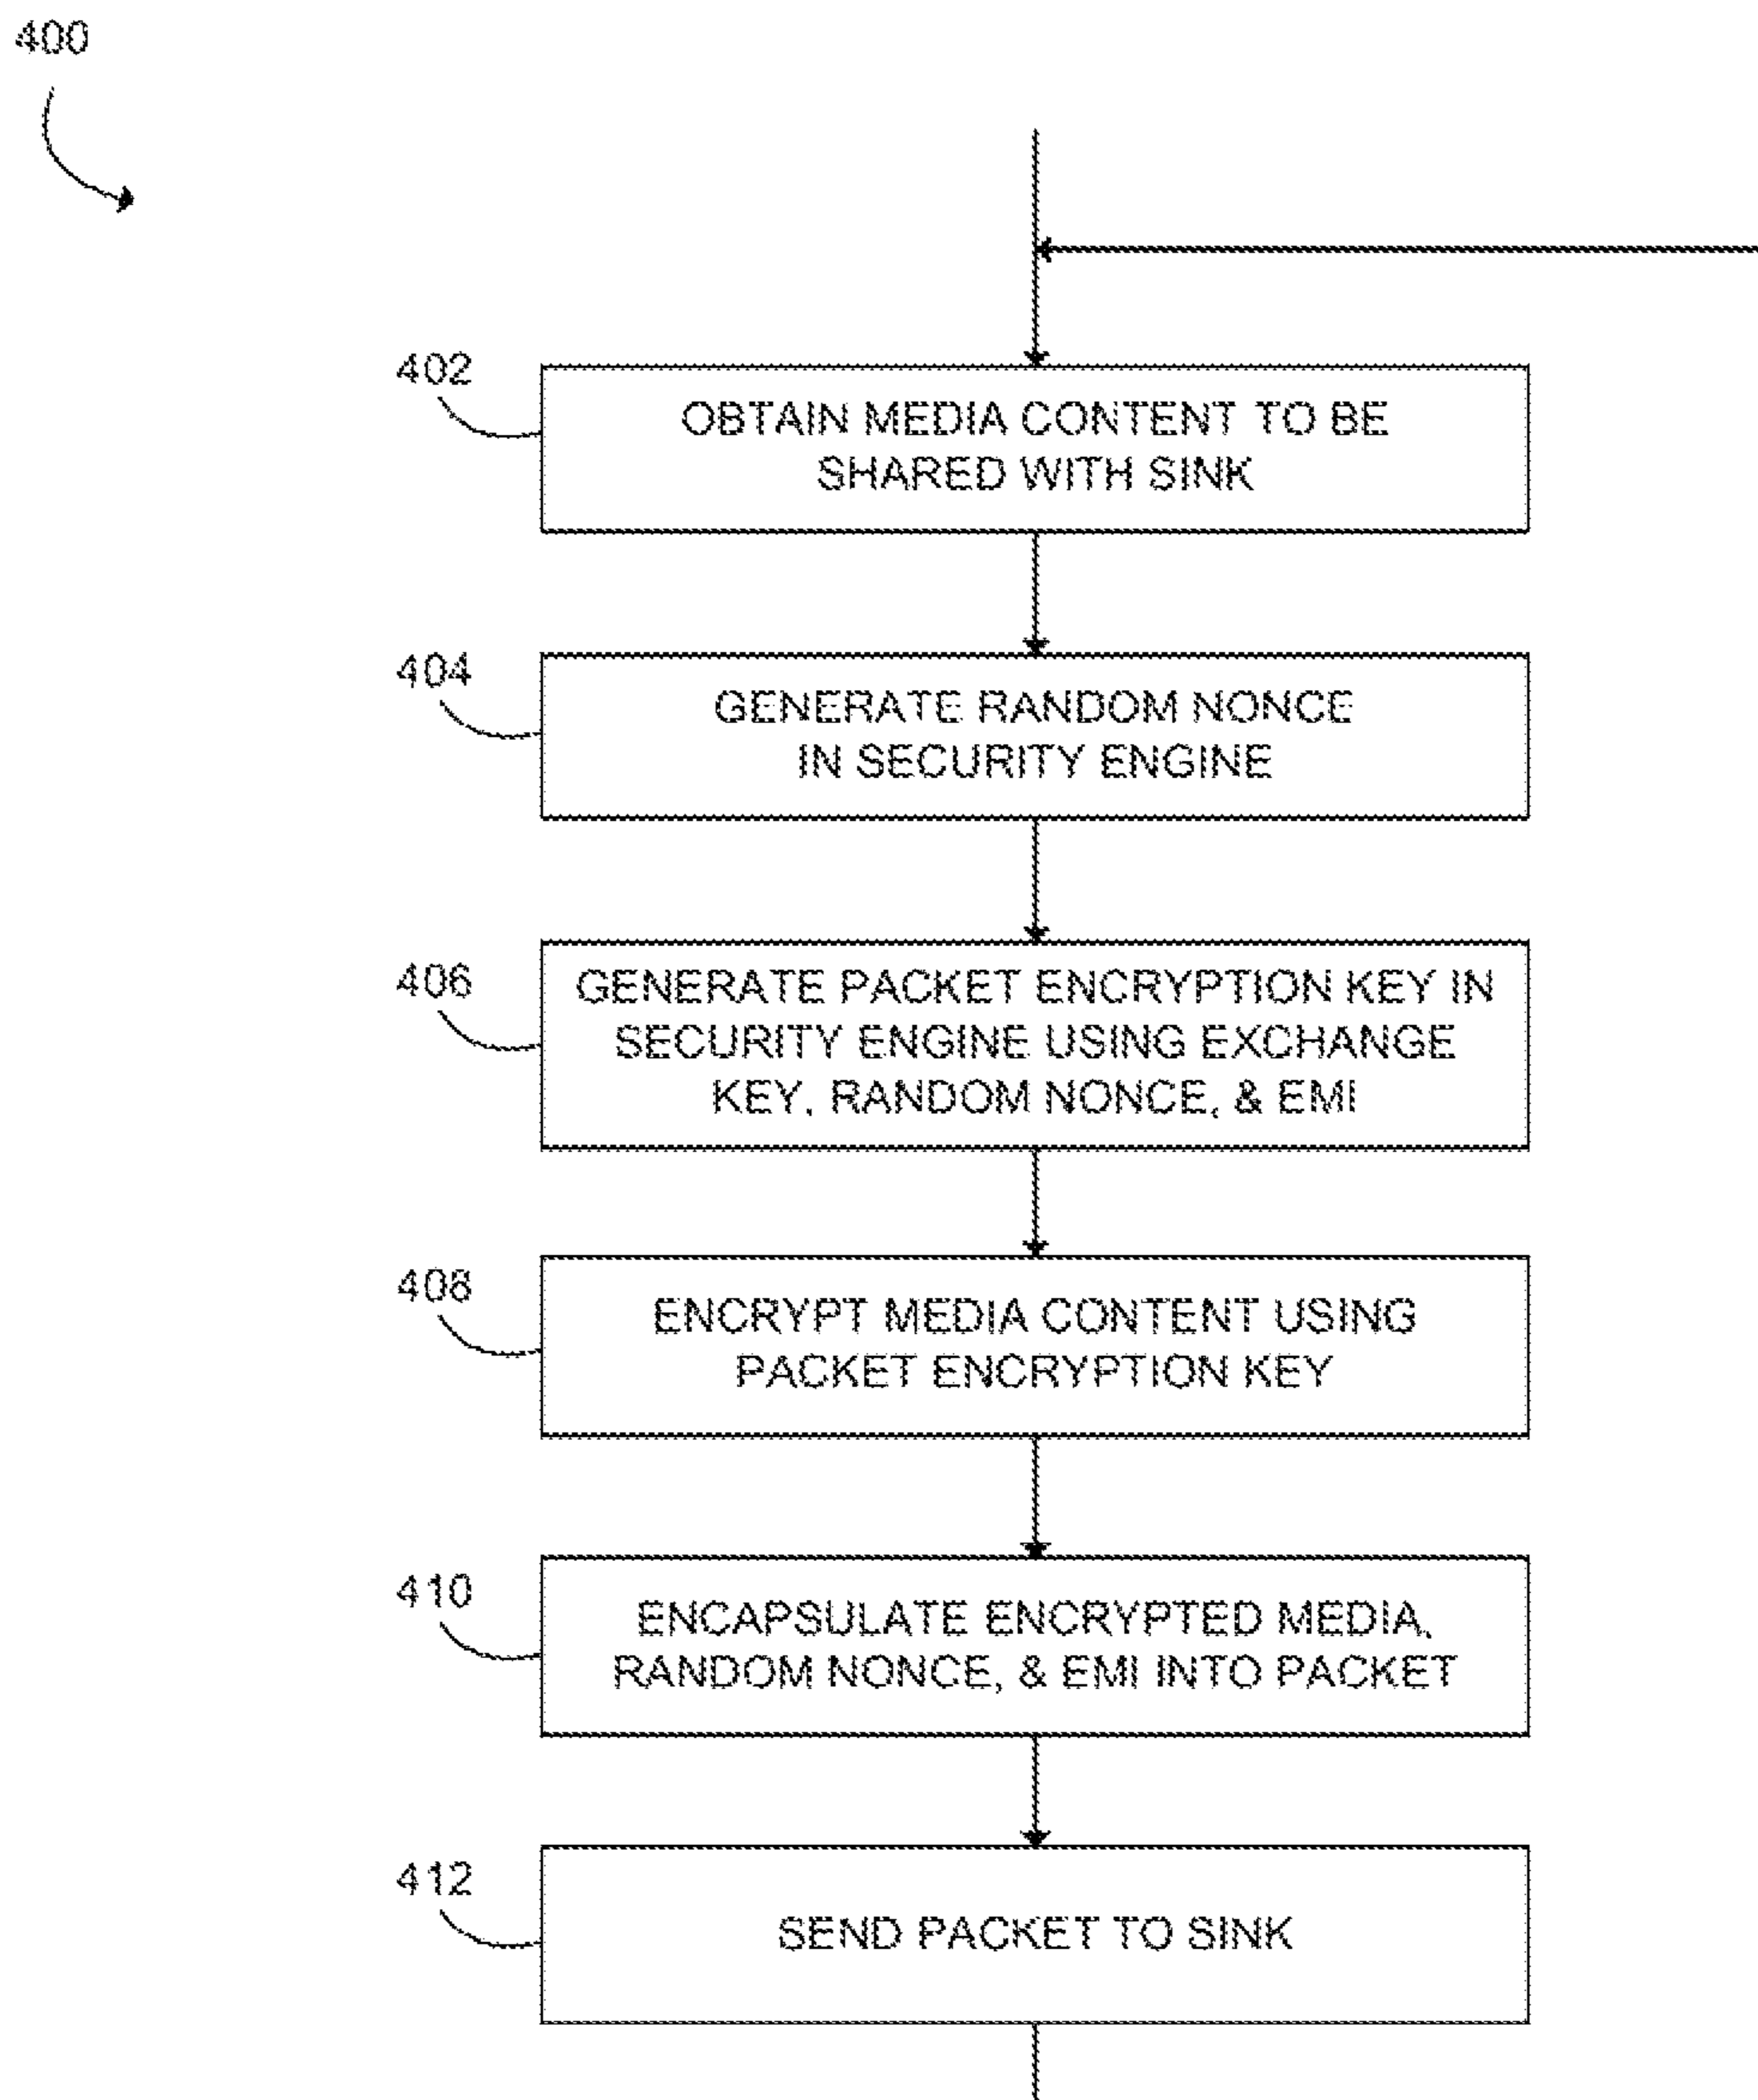 400
402
OBTAIN MEDIA CONTENT TO BE
SHARED WITH SINK
404
GENERATE RANDOM NONCE
IN SECURITY ENGINE
406
GENERATE PACKET ENCRYPTION KEY IN
SECURITY ENGINE USING EXCHANGE
KEY, RANDOM NONCE, & EMI
408
ENCRYPT MEDIA CONTENT USING
PACKET ENCRYPTION KEY
410
ENCAPSULATE ENCRYPTED MEDIA,
RANDOM NONCE, & EMI INTO PACKET
412
SEND PACKET TO SINK